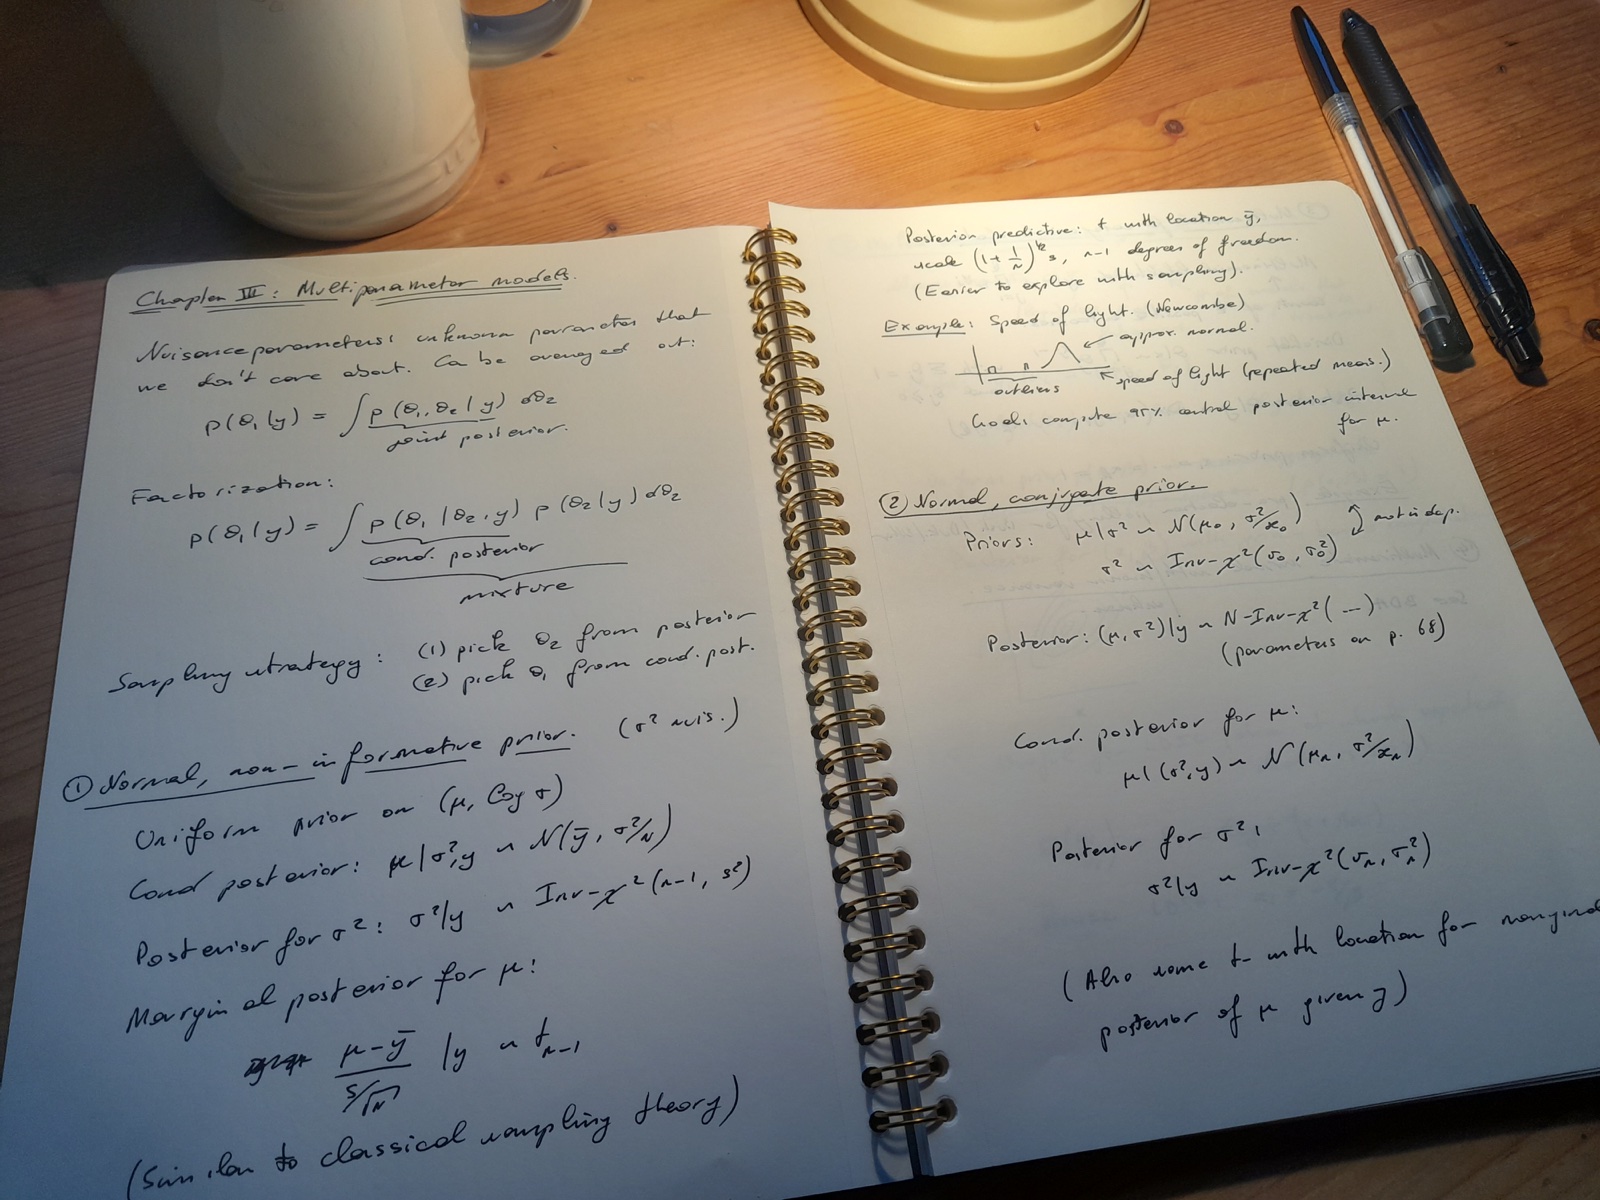 Chapter III: Multiparameter models.
Nuisance parameters: unknown parameter that
we don't care about. Can be averaged out:
p(θ₁|y) = ∫ p(θ₁,θ₂|y) dθ₂
joint posterior.
Factorization:
p(θ₁|y) = ∫ p(θ₁|θ₂,y) p(θ₂|y) dθ₂
cond. posterior
mixture
Sampling strategy: (1) pick θ₂ from posterior
(2) pick θ₁ from cond. post.
① Normal, non-informative prior. (σ² nuis.)
Uniform prior on (μ, log σ)
Cond posterior: μ|σ²,y ~ N(ȳ, σ²/n)
Posterior for σ²: σ²|y ~ Inv-χ²(n-1, s²)
Marginal posterior for μ:
(μ-ȳ)/(s/√n) |y ~ t n-1
(Similar to classical sampling theory)
Posterior predictive: t with location ȳ,
scale (1+1/n)^1/2 s, n-1 degrees of freedom.
(Easier to explore with sampling).
Example: Speed of light. (Newcombe)
approx. normal.
outliers
speed of light (repeated meas.)
Goal: compute 95% central posterior interval
for μ.
② Normal, conjugate prior.
Priors: μ|σ² ~ N(μ₀, σ²/κ₀)
σ² ~ Inv-χ²(ν₀, σ₀²)
not indep.
Posterior: (μ,σ²)|y ~ N-Inv-χ²(...)
(parameters on p. 68)
Cond. posterior for μ:
μ|(σ²,y) ~ N(μₙ, σ²/κₙ)
Posterior for σ²:
σ²|y ~ Inv-χ²(νₙ, σₙ²)
(Also some t- with location for marginal
posterior of μ given y)